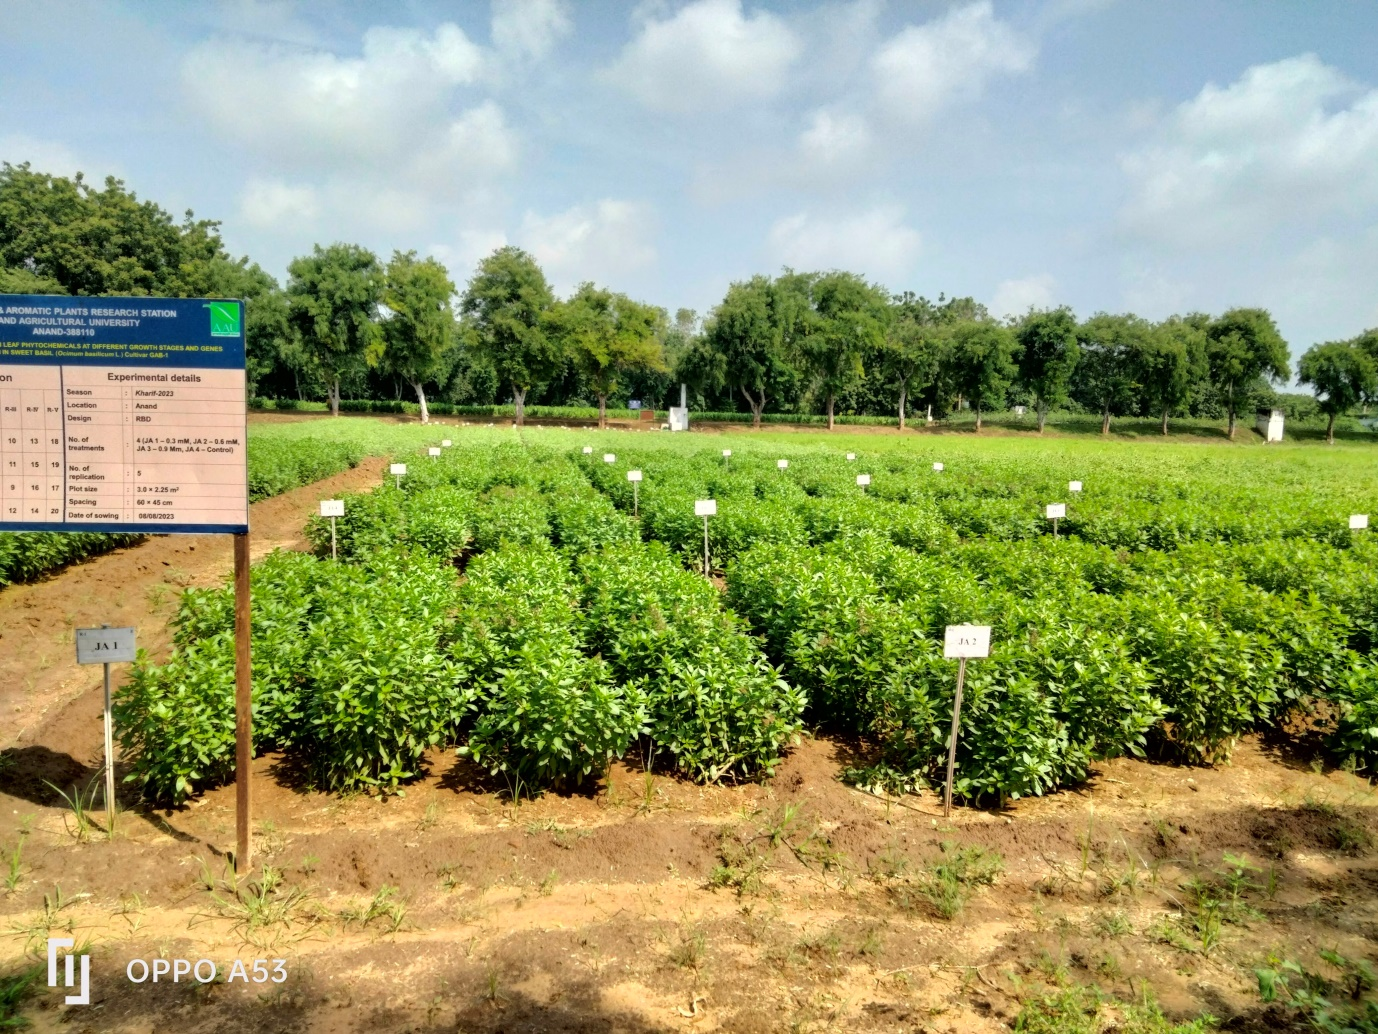 & AROMATIC PLANTS RESEARCH STATION
AND AGRICULTURAL UNIVERSITY
ANAND-388110
AAU
LEAF PHYTOCHEMICALS AT DIFFERENT GROWTH STAGES AND GENES
IN SWEET BASIL (Ocimum basilicum L.) Cultivar GAB-1
on
R-III R-IV R-V
10 13 18
11 15 19
9 16 17
12 14 20
Experimental details
Season : Kharif-2023
Location : Anand
Design : RBD
No. of treatments : 4 (JA 1 – 0.3 mM, JA 2 – 0.6 mM,
JA 3 – 0.9 Mm, JA 4 – Control)
No. of replication : 5
Plot size : 3.0 × 2.25 m²
Spacing : 60 × 45 cm
Date of sowing : 08/08/2023
JA 1
JA 2
OPPO A53